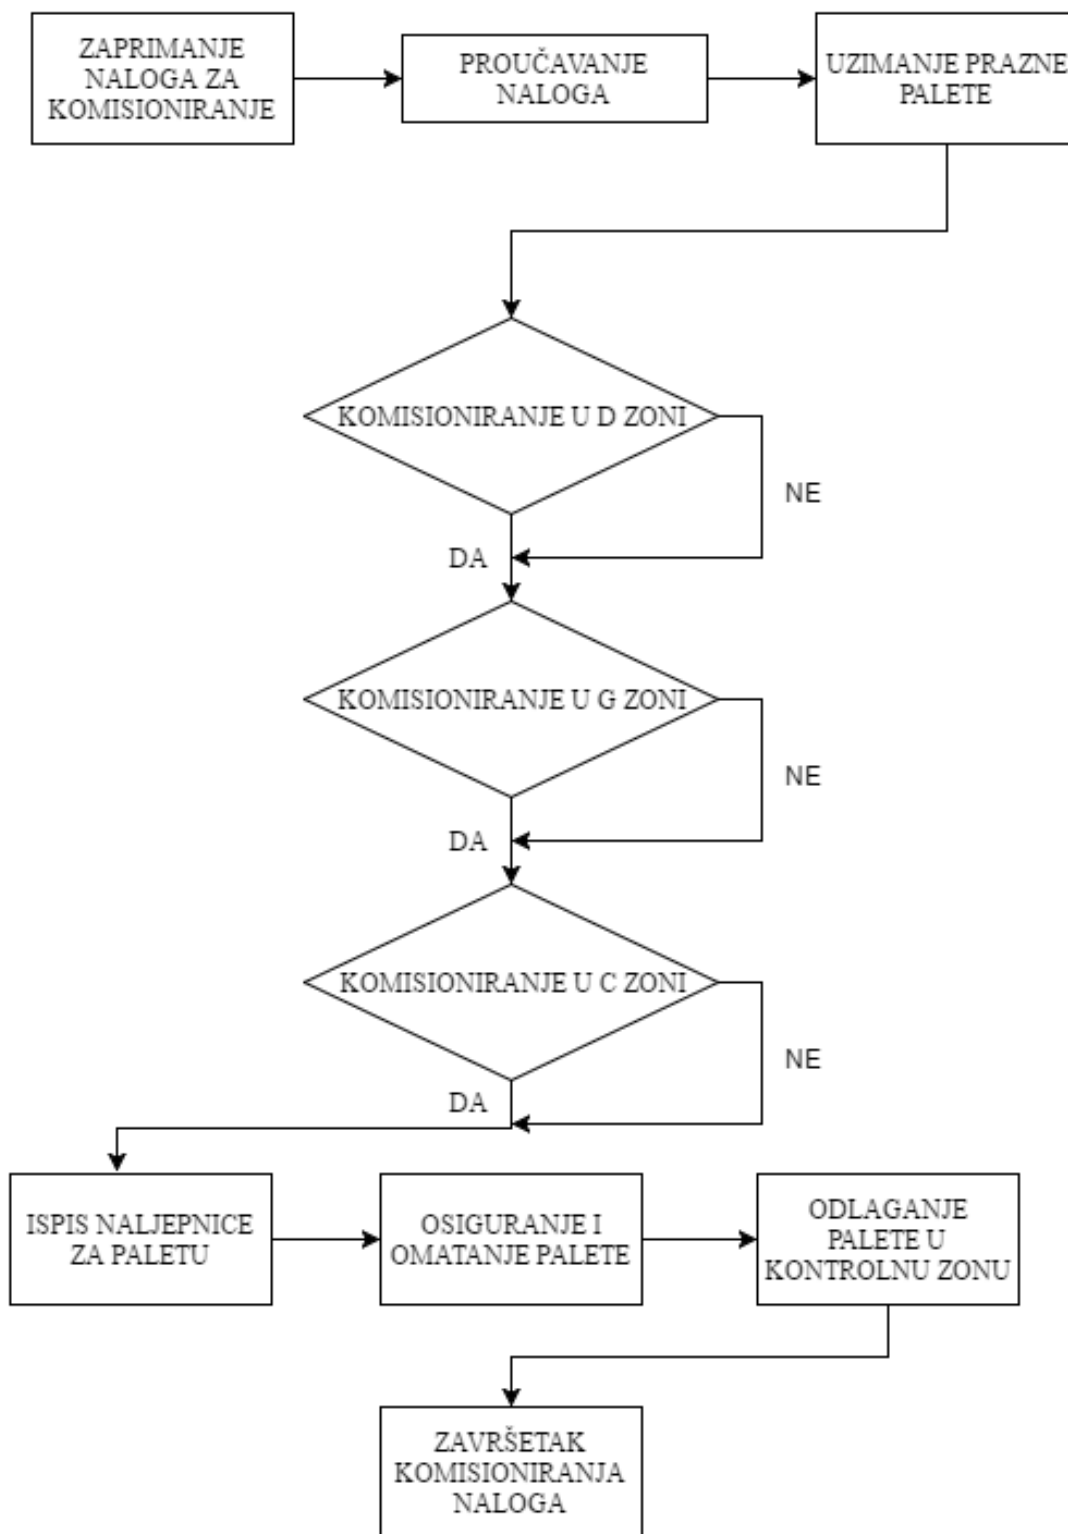 ZAPRIMANJE
NALOGA ZA
KOMISIONIRANJE
PROUČAVANJE
NALOGA
UZIMANJE PRAZNE
PALETE
KOMISIONIRANJE U D ZONI
NE
DA
KOMISIONIRANJE U G ZONI
NE
DA
KOMISIONIRANJE U C ZONI
NE
DA
ISPIS NALJEPNICE
ZA PALETU
OSIGURANJE I
OMATANJE PALETE
ODLAGANJE
PALETE U
KONTROLNU ZONU
ZAVRŠETAK
KOMISIONIRANJA
NALOGA